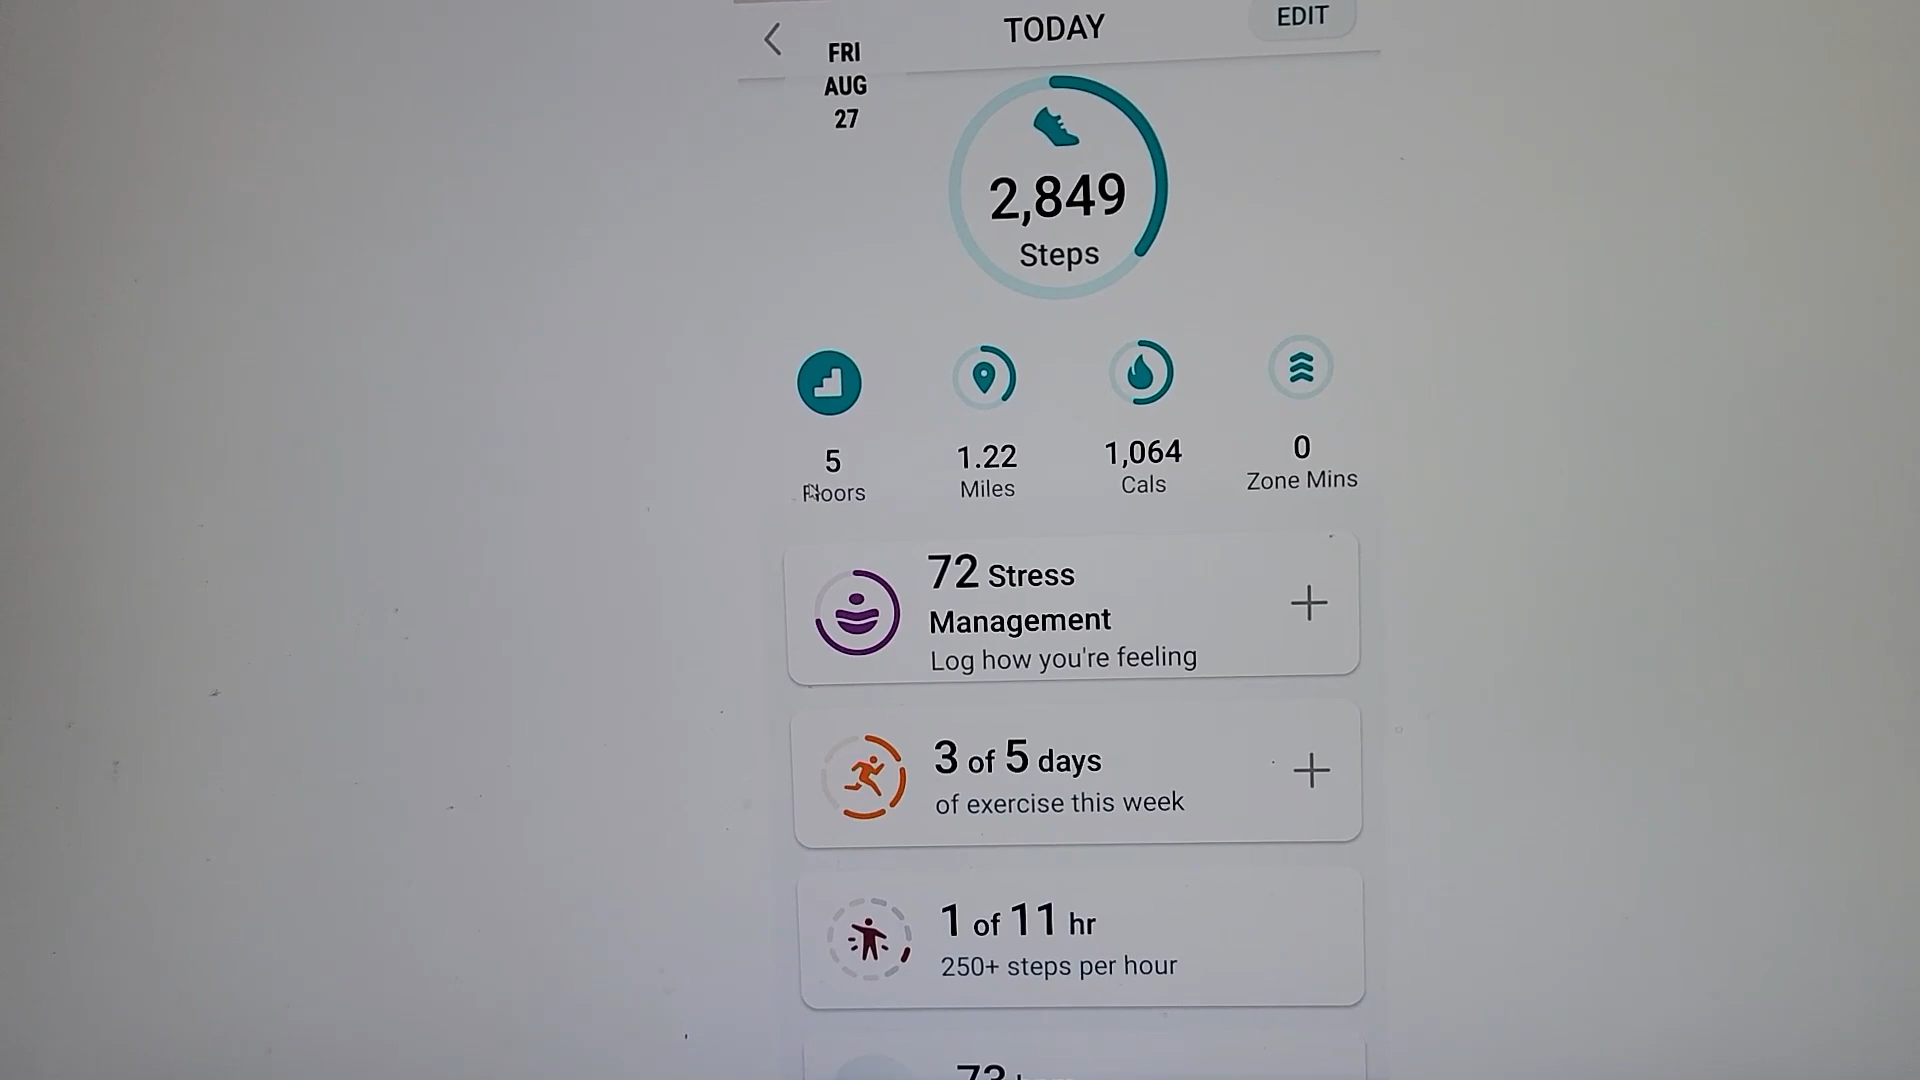 TODAY
EDIT
FRI
AUG
27
2,849
Steps
5
Floors
1.22
Miles
1,064
Cals
0
Zone Mins
72 Stress
Management
Log how you're feeling
3 of 5 days
of exercise this week
1 of 11 hr
250+ steps per hour
73